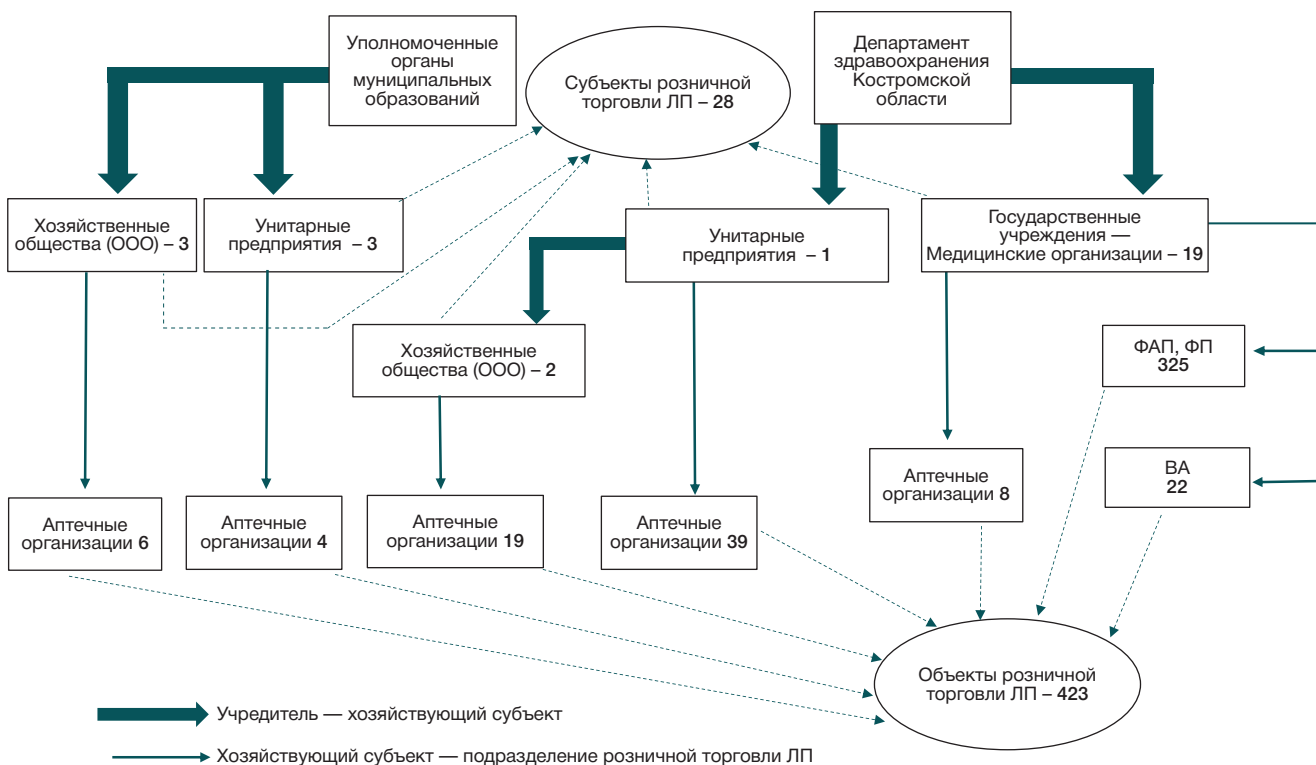 Уполномоченные
органы
муниципальных
образований
Субъекты розничной
торговли ЛП – 28
Департамент
здравоохранения
Костромской
области
Хозяйственные
общества (ООО) – 3
Унитарные
предприятия – 3
Унитарные
предприятия – 1
Государственные
учреждения —
Медицинские организации – 19
Хозяйственные
общества (ООО) – 2
ФАП, ФП
325
Аптечные
организации 8
ВА
22
Аптечные
организации 6
Аптечные
организации 4
Аптечные
организации 19
Аптечные
организации 39
Объекты розничной
торговли ЛП – 423
Учредитель — хозяйствующий субъект
Хозяйствующий субъект — подразделение розничной торговли ЛП